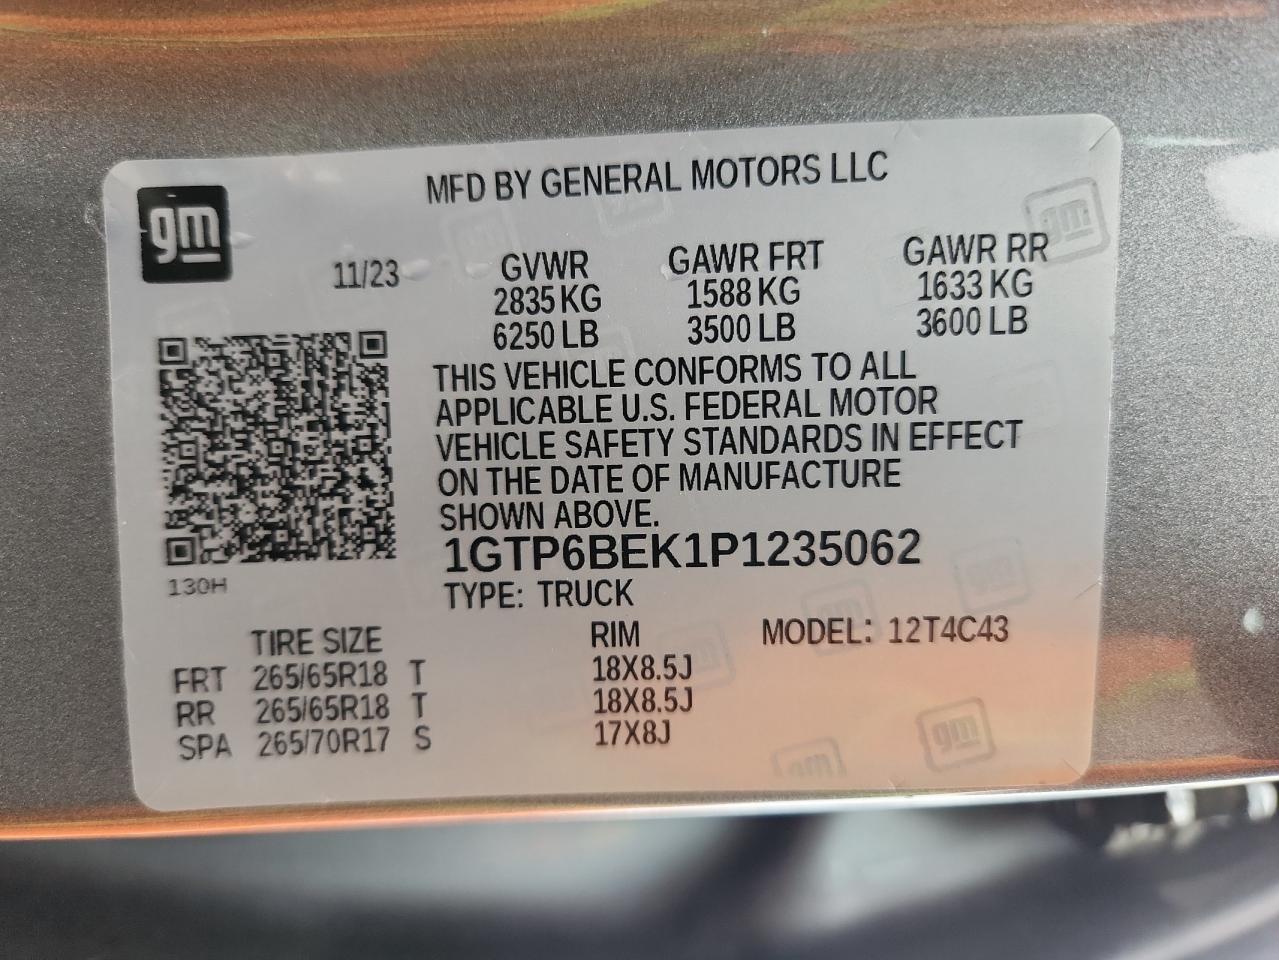 MFD BY GENERAL MOTORS LLC
gm
11/23 GVWR GAWR FRT GAWR RR
2835 KG 1588 KG 1633 KG
6250 LB 3500 LB 3600 LB
THIS VEHICLE CONFORMS TO ALL
APPLICABLE U.S. FEDERAL MOTOR
VEHICLE SAFETY STANDARDS IN EFFECT
ON THE DATE OF MANUFACTURE
SHOWN ABOVE.
1GTP6BEK1P1235062
130H
TYPE: TRUCK
TIRE SIZE RIM MODEL: 12T4C43
FRT 265/65R18 T 18X8.5J
RR 265/65R18 T 18X8.5J
SPA 265/70R17 S 17X8J